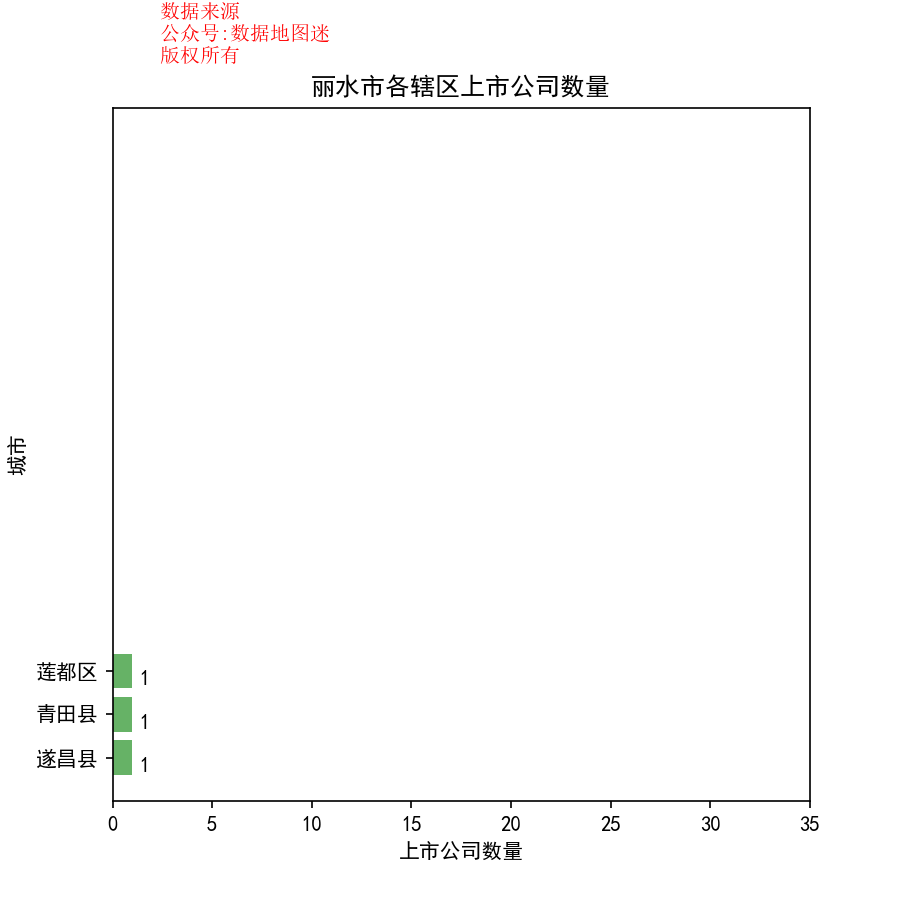 数据来源
公众号:数据地图迷
版权所有
丽水市各辖区上市公司数量
城市
莲都区 1
青田县 1
遂昌县 1
0 5 10 15 20 25 30 35
上市公司数量